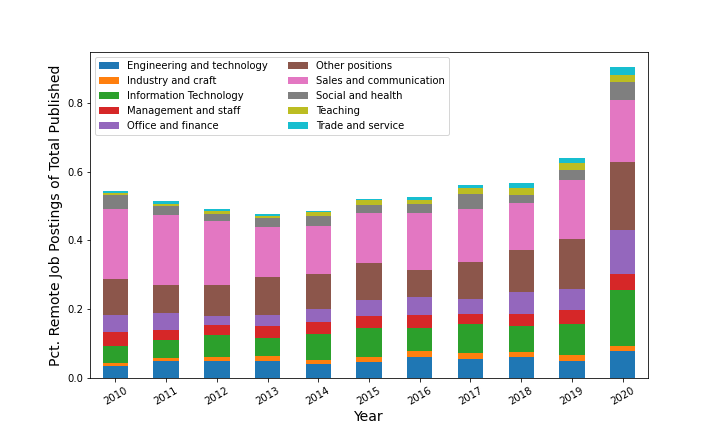 Engineering and technology
Industry and craft
Information Technology
Management and staff
Office and finance
Other positions
Sales and communication
Social and health
Teaching
Trade and service
Pct. Remote Job Postings of Total Published
0.8
0.6
0.4
0.2
0.0
2010 2011 2012 2013 2014 2015 2016 2017 2018 2019 2020
Year